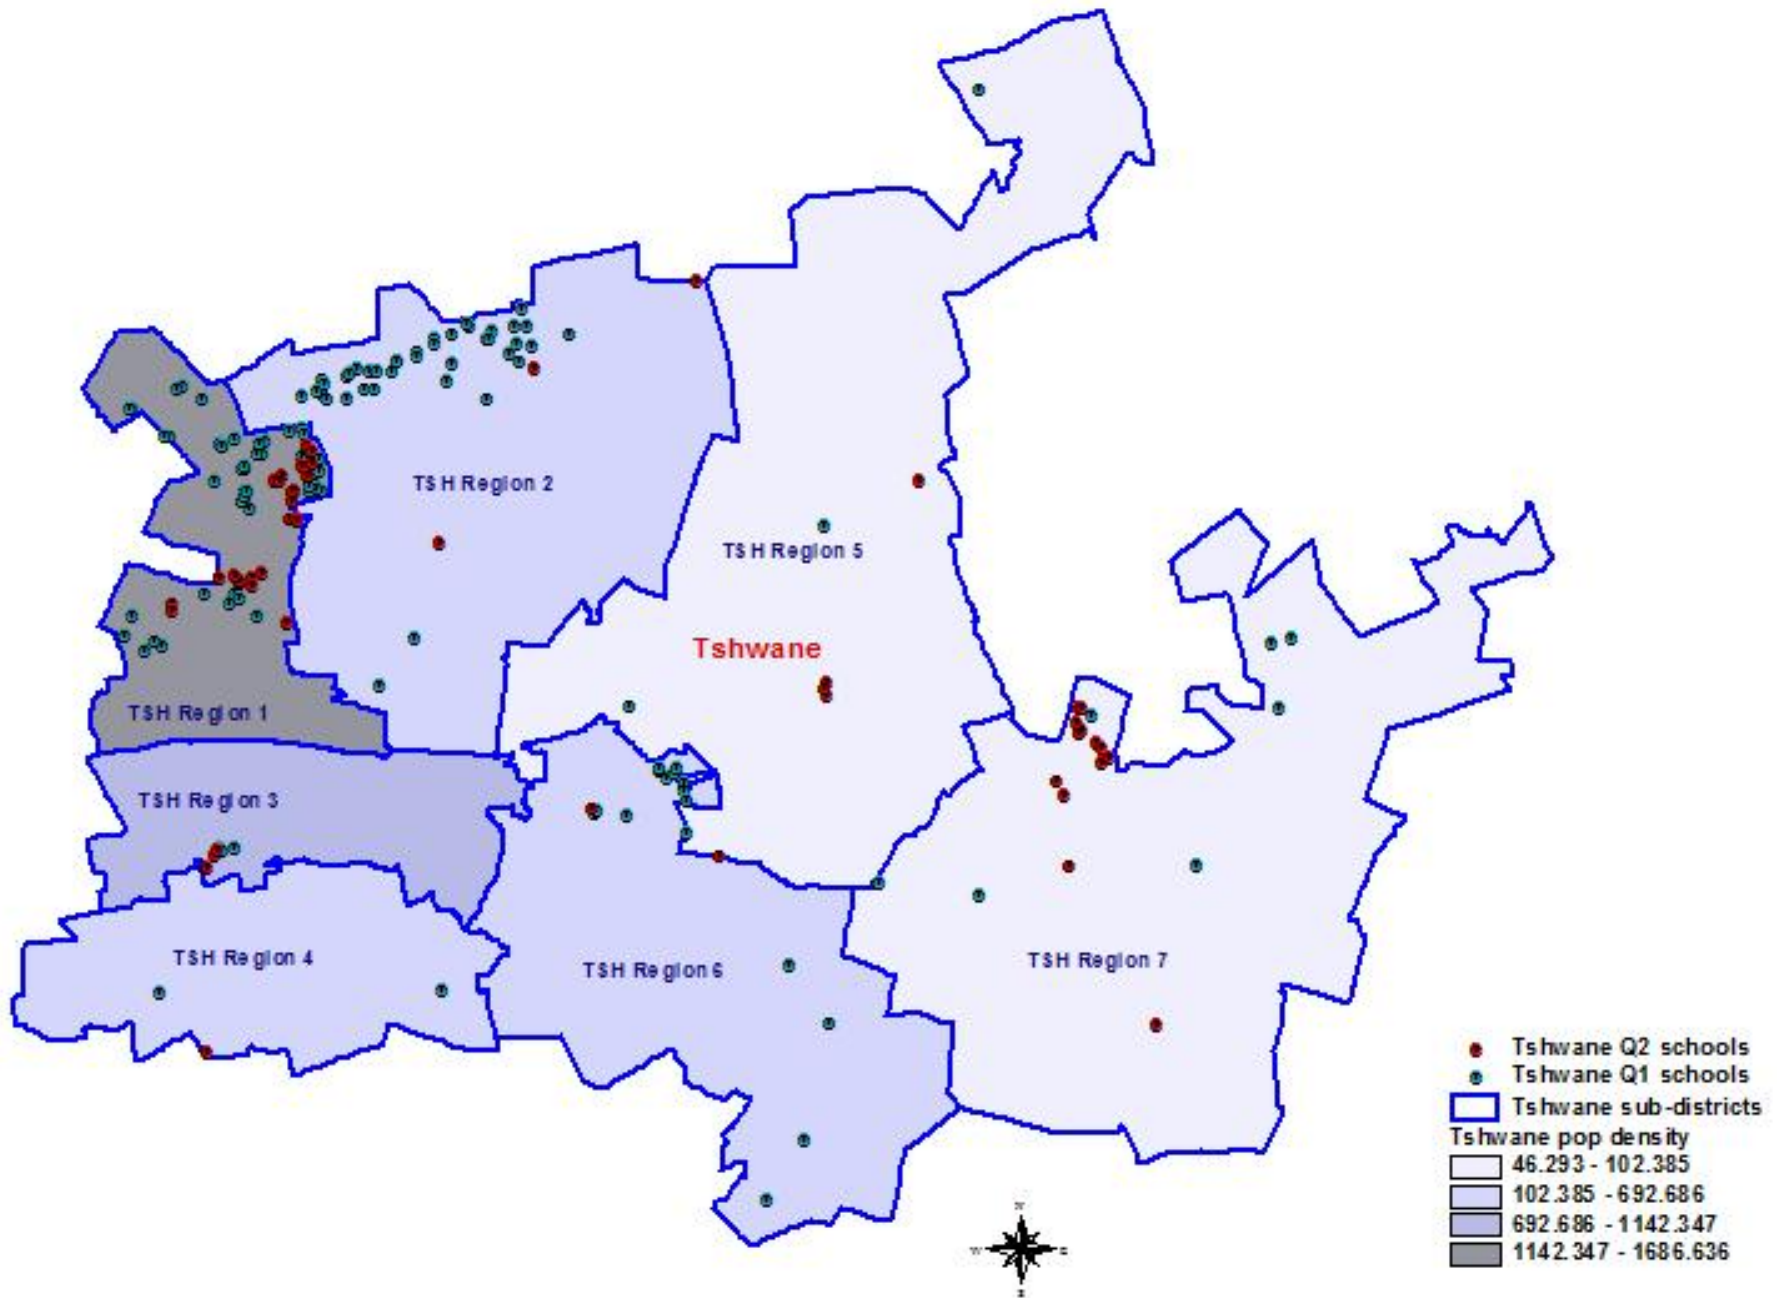 TSH Region 2
TSH Region 5
Tshwane
TSH Region 1
TSH Region 3
TSH Region 4
TSH Region 6
TSH Region 7
Tshwane Q2 schools
Tshwane Q1 schools
Tshwane sub-districts
Tshwane pop density
46.293 - 102.385
102.385 - 692.686
692.686 - 1142.347
1142.347 - 1686.636